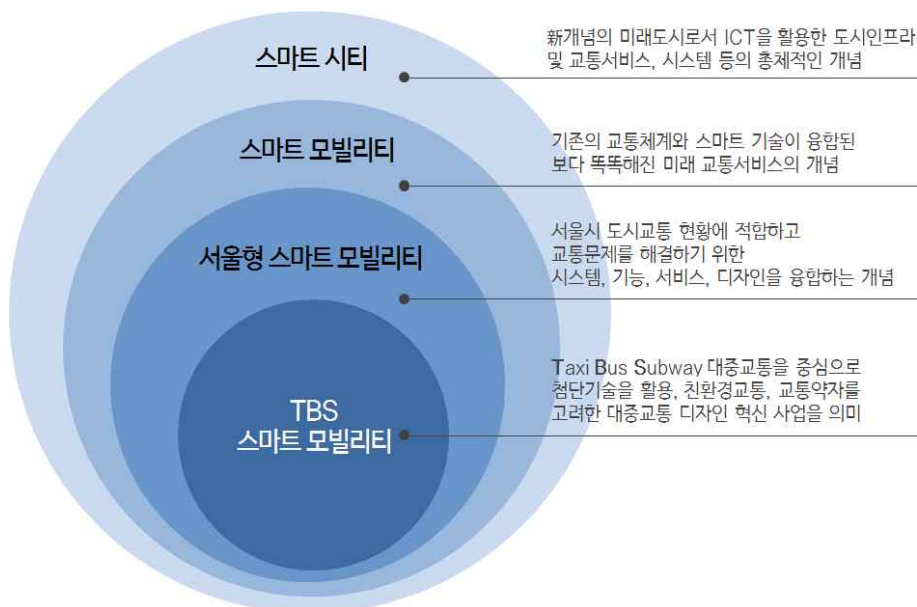 스마트 시티
新개념의 미래도시로서 ICT을 활용한 도시인프라
및 교통서비스, 시스템 등의 총체적인 개념
스마트 모빌리티
기존의 교통체계와 스마트 기술이 융합된
보다 똑똑해진 미래 교통서비스의 개념
서울형 스마트 모빌리티
서울시 도시교통 현황에 적합하고
교통문제를 해결하기 위한
시스템, 기능, 서비스, 디자인을 융합하는 개념
TBS
스마트 모빌리티
Taxi Bus Subway 대중교통을 중심으로
첨단기술을 활용, 친환경교통, 교통약자를
고려한 대중교통 디자인 혁신 사업을 의미